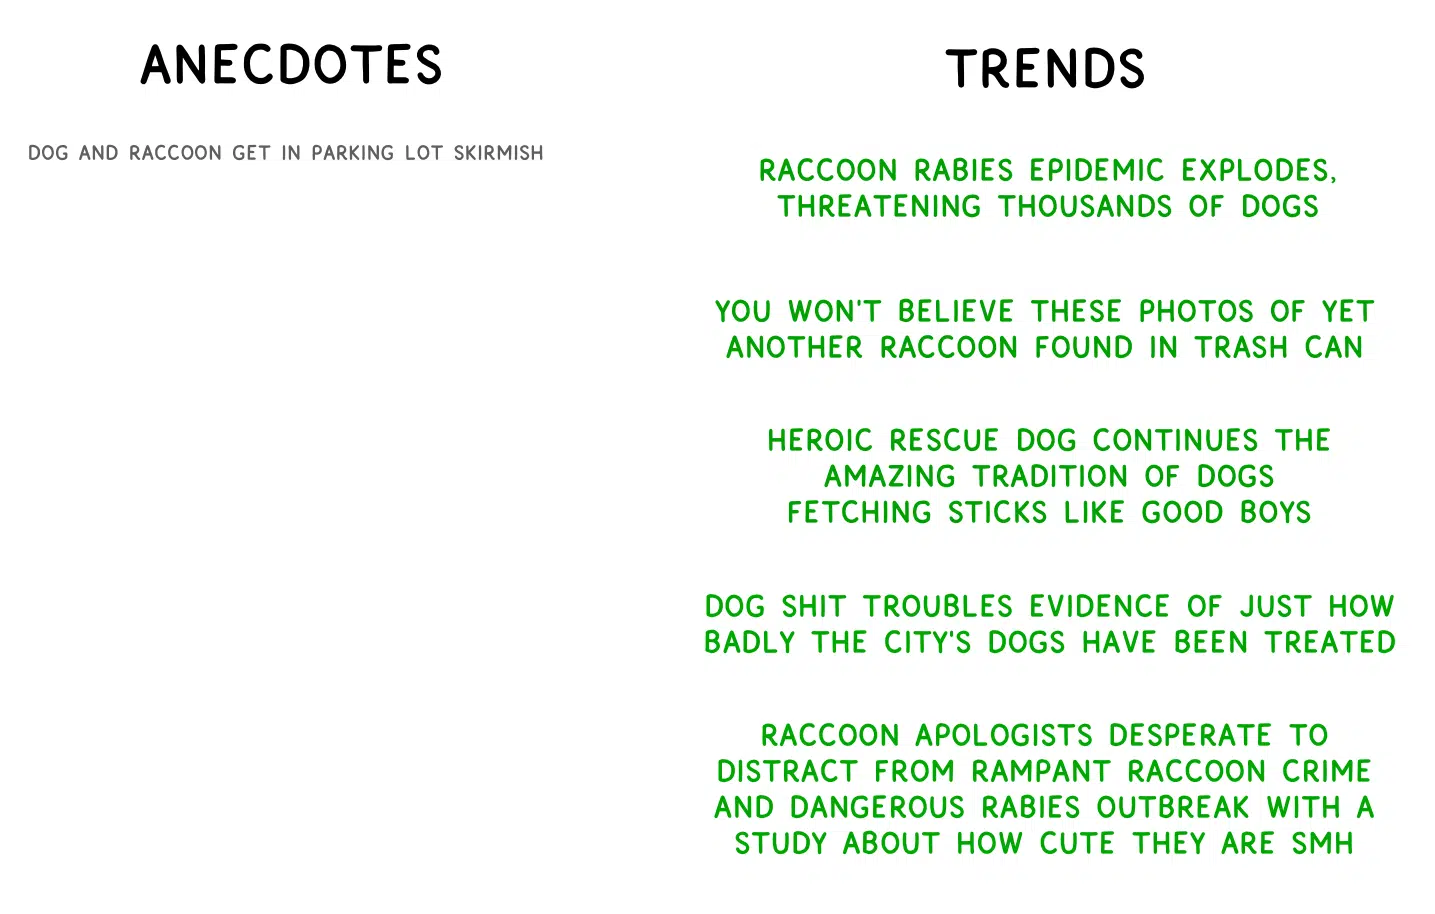 ANECDOTES
DOG AND RACCOON GET IN PARKING LOT SKIRMISH
TRENDS
RACCOON RABIES EPIDEMIC EXPLODES,
THREATENING THOUSANDS OF DOGS
YOU WON'T BELIEVE THESE PHOTOS OF YET
ANOTHER RACCOON FOUND IN TRASH CAN
HEROIC RESCUE DOG CONTINUES THE
AMAZING TRADITION OF DOGS
FETCHING STICKS LIKE GOOD BOYS
DOG SHIT TROUBLES EVIDENCE OF JUST HOW
BADLY THE CITY'S DOGS HAVE BEEN TREATED
RACCOON APOLOGISTS DESPERATE TO
DISTRACT FROM RAMPANT RACCOON CRIME
AND DANGEROUS RABIES OUTBREAK WITH A
STUDY ABOUT HOW CUTE THEY ARE SMH